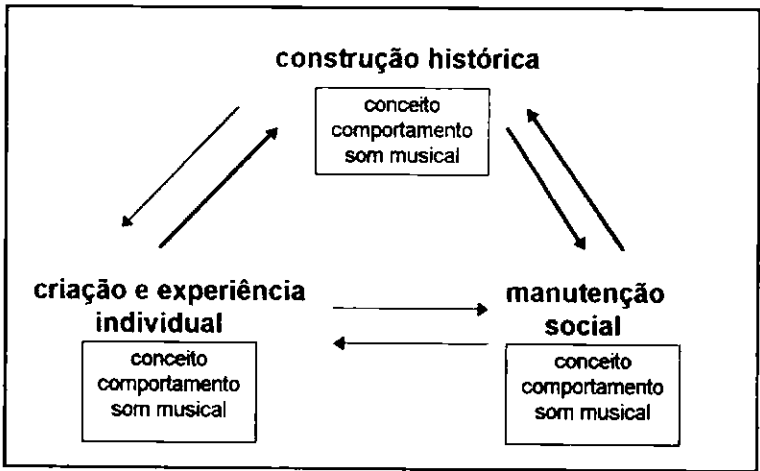 construção histórica
conceito
comportamento
som musical
criação e experiência
individual
conceito
comportamento
som musical
manutenção
social
conceito
comportamento
som musical